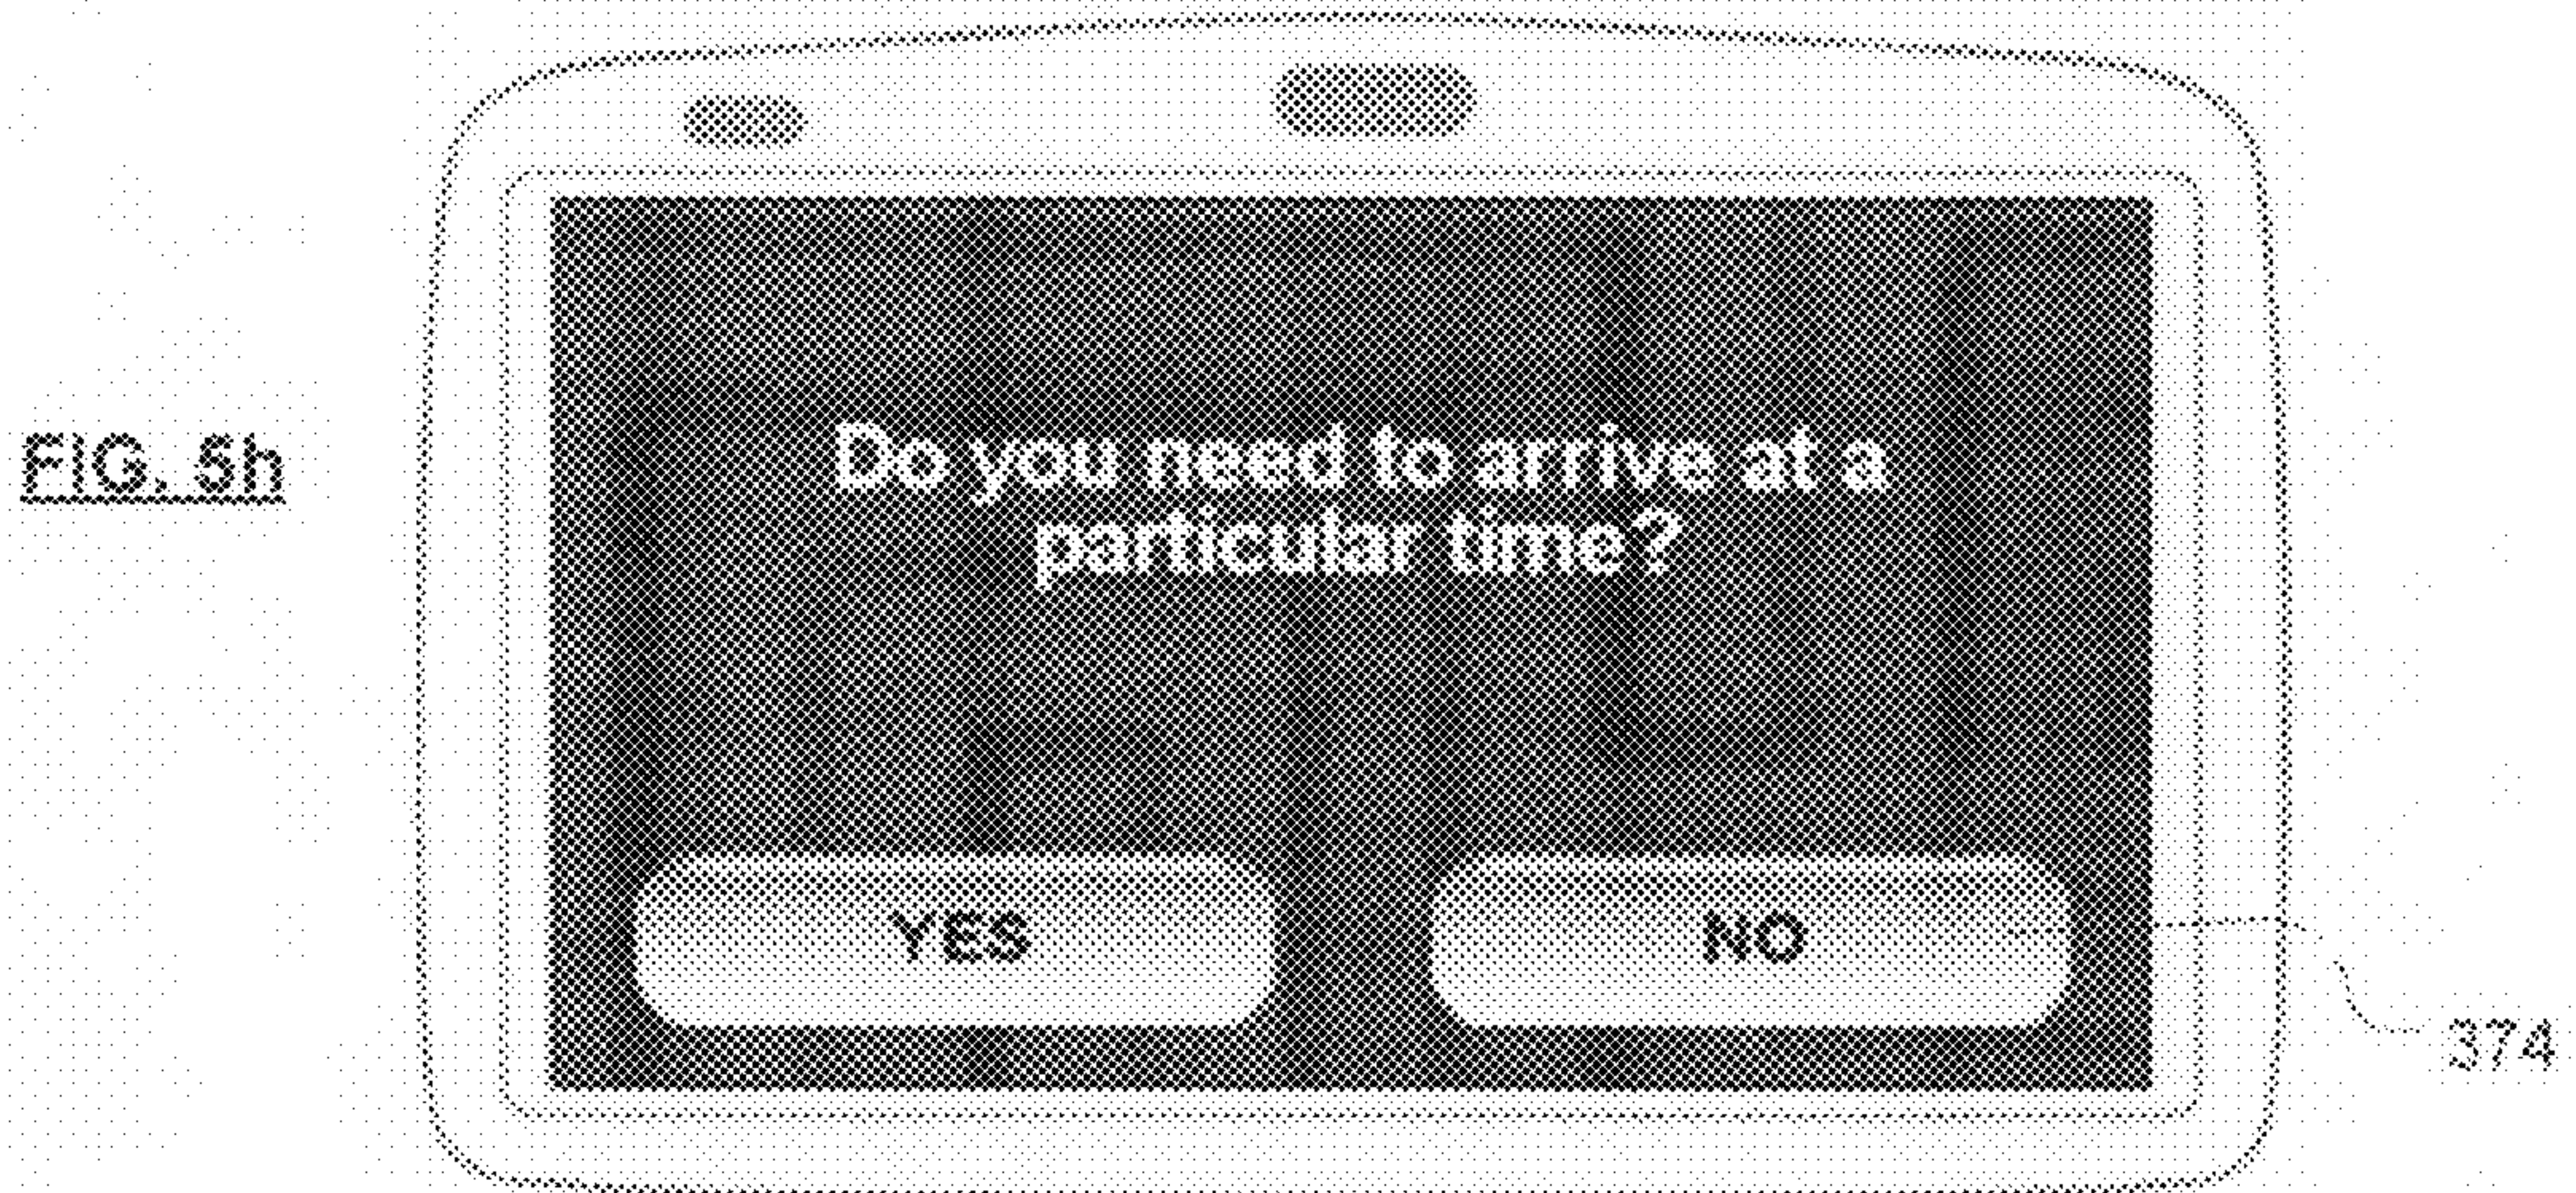 FIG. 5h
Do you need to arrive at a
particular time?
YES
NO
374